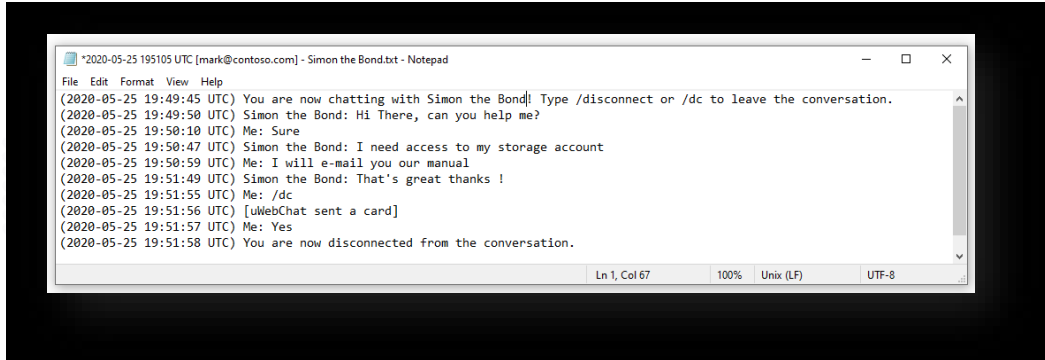 *2020-05-25 195105 UTC [mark@contoso.com] - Simon the Bond.txt - Notepad
File Edit Format View Help
(2020-05-25 19:49:45 UTC) You are now chatting with Simon the Bond! Type /disconnect or /dc to leave the conversation.
(2020-05-25 19:49:50 UTC) Simon the Bond: Hi There, can you help me?
(2020-05-25 19:50:10 UTC) Me: Sure
(2020-05-25 19:50:47 UTC) Simon the Bond: I need access to my storage account
(2020-05-25 19:50:59 UTC) Me: I will e-mail you our manual
(2020-05-25 19:51:49 UTC) Simon the Bond: That's great thanks !
(2020-05-25 19:51:55 UTC) Me: /dc
(2020-05-25 19:51:56 UTC) [uWebChat sent a card]
(2020-05-25 19:51:57 UTC) Me: Yes
(2020-05-25 19:51:58 UTC) You are now disconnected from the conversation.
Ln 1, Col 67 100% Unix (LF) UTF-8